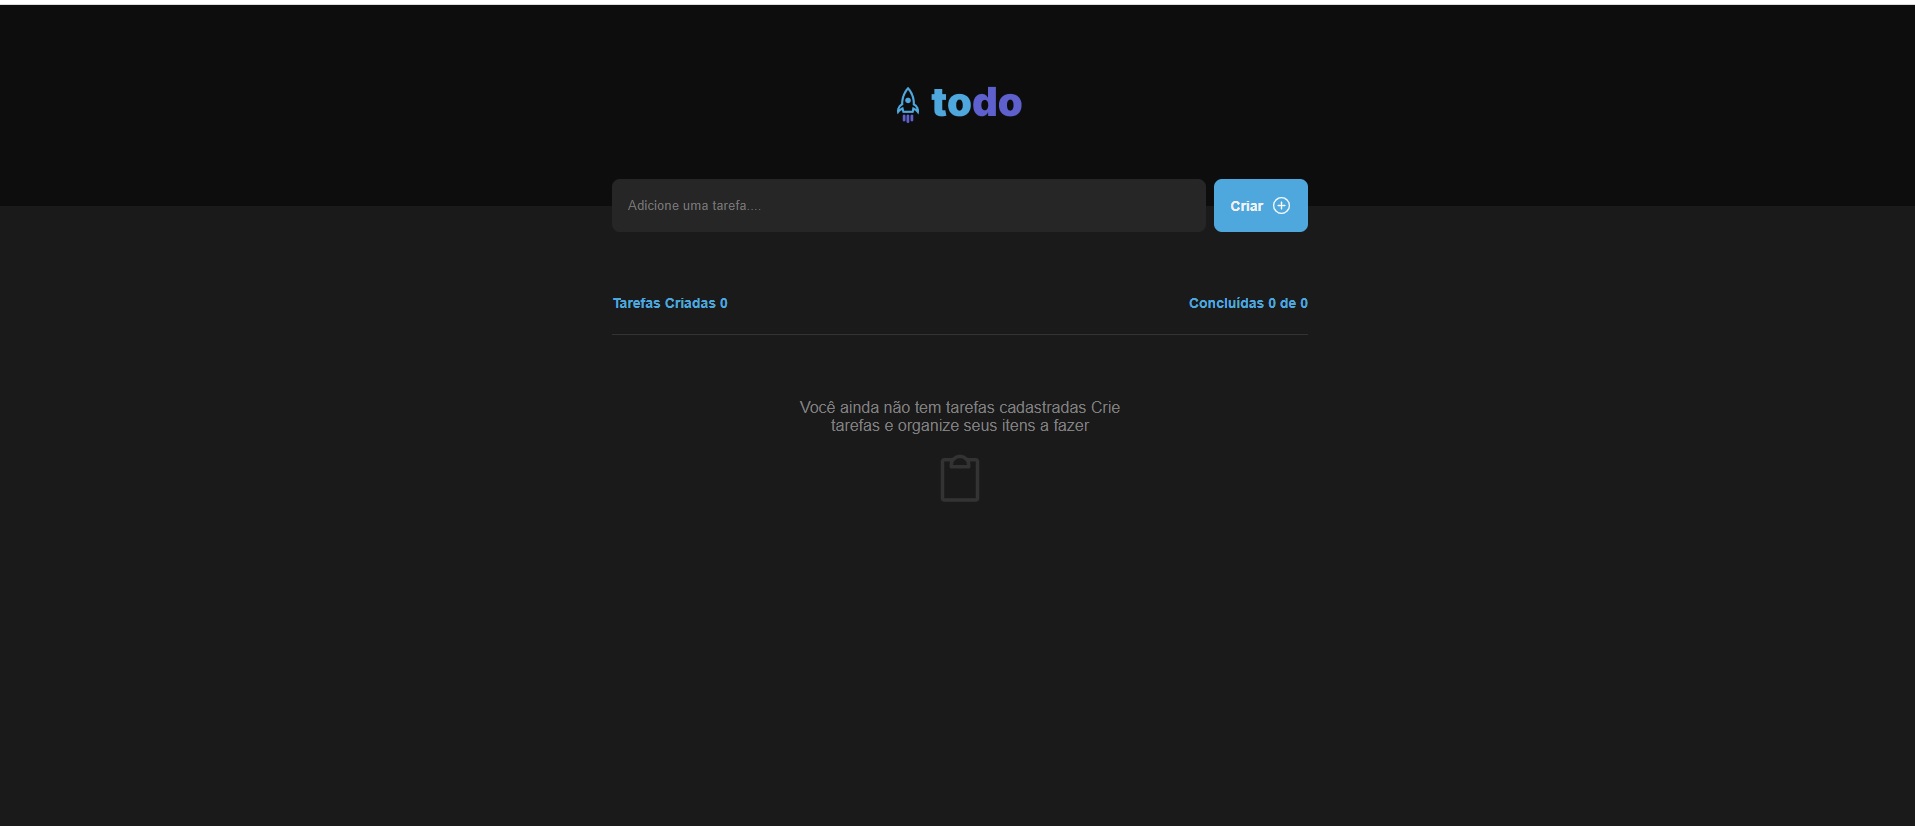 todo
Adicione uma tarefa....
Criar
Tarefas Criadas 0
Concluídas 0 de 0
Você ainda não tem tarefas cadastradas Crie
tarefas e organize seus itens a fazer